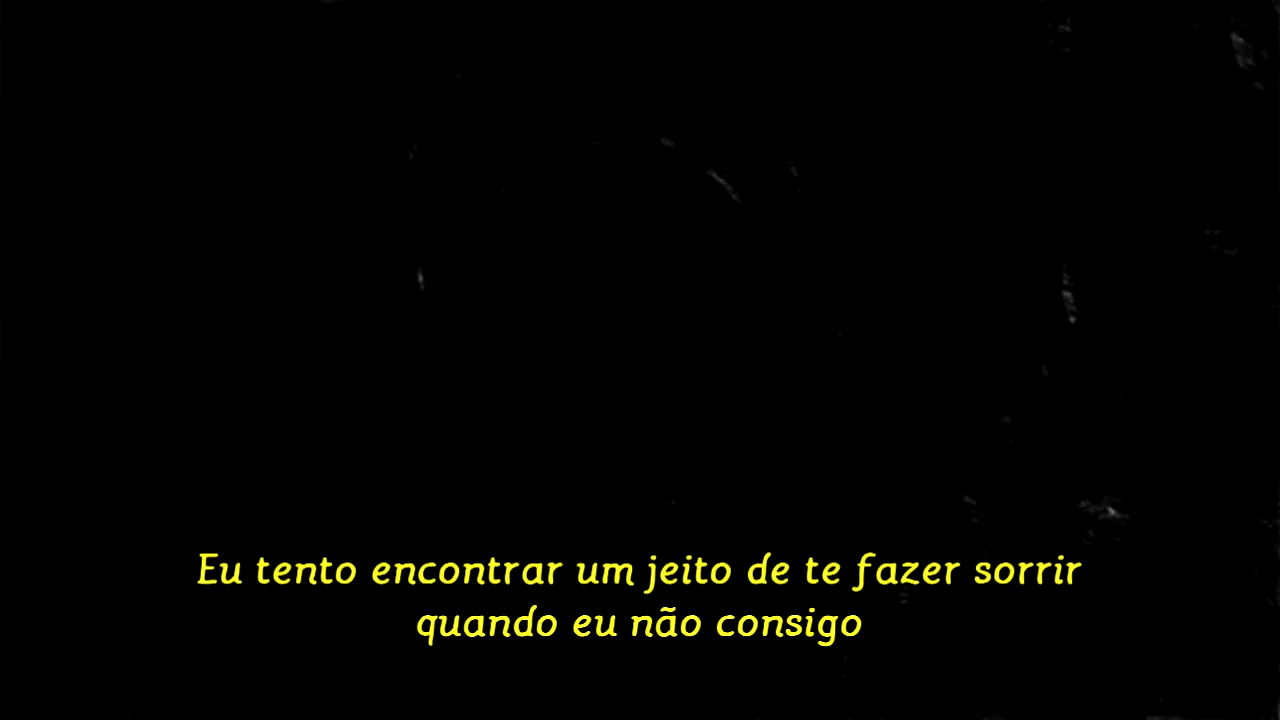 Eu tento encontrar um jeito de te fazer sorrir
quando eu não consigo